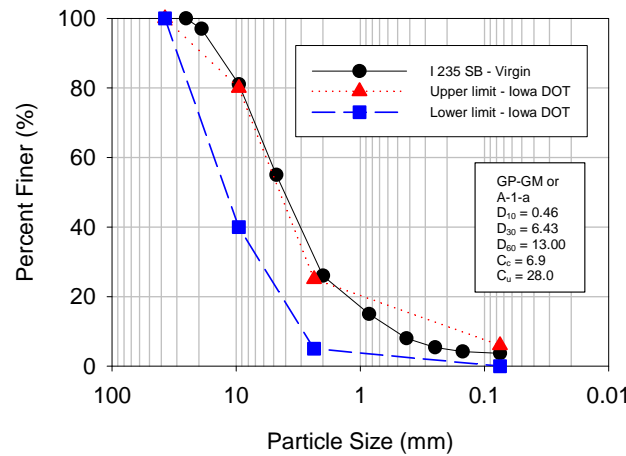 100
80
60
40
20
0
Percent Finer (%)
I 235 SB - Virgin
Upper limit - Iowa DOT
Lower limit - Iowa DOT
GP-GM or
A-1-a
D10 = 0.46
D30 = 6.43
D60 = 13.00
Cc = 6.9
Cu = 28.0
100 10 1 0.1 0.01
Particle Size (mm)